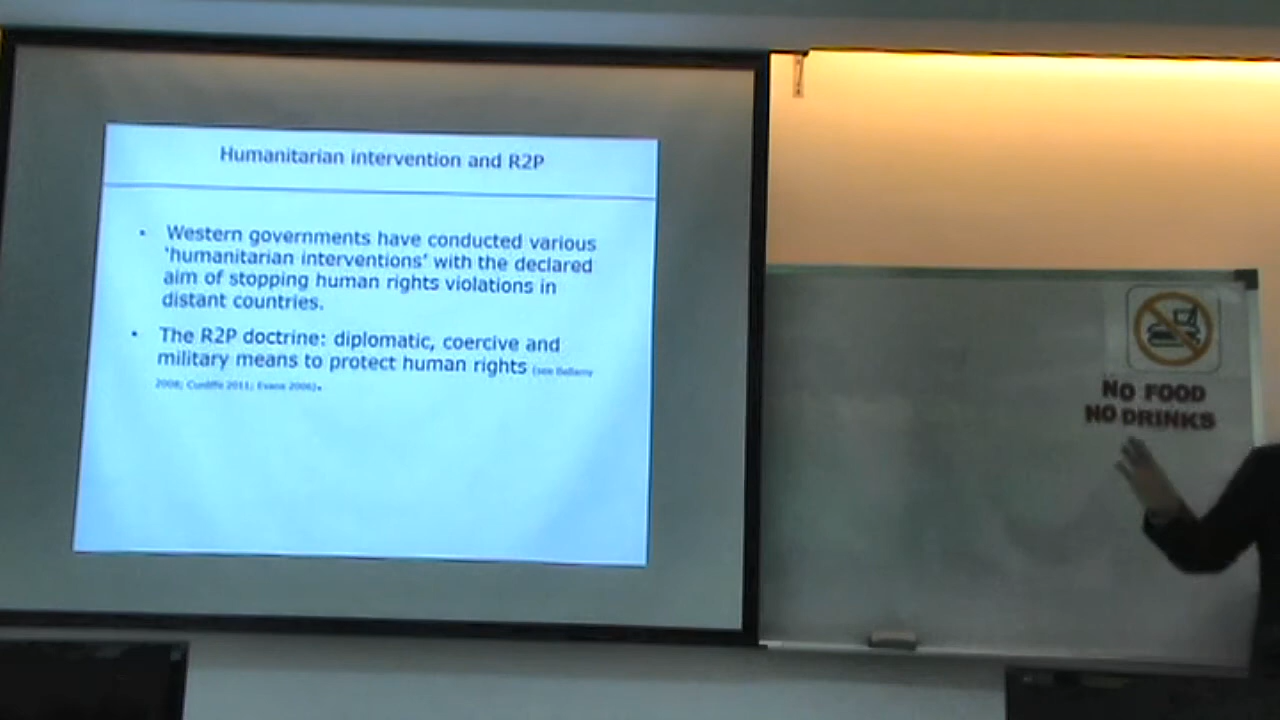 Humanitarian intervention and R2P
• Western governments have conducted various
'humanitarian interventions' with the declared
aim of stopping human rights violations in
distant countries.
• The R2P doctrine: diplomatic, coercive and
military means to protect human rights (see Bellamy
2008; Cunliffe 2011; Evans 2006).
NO FOOD
NO DRINKS